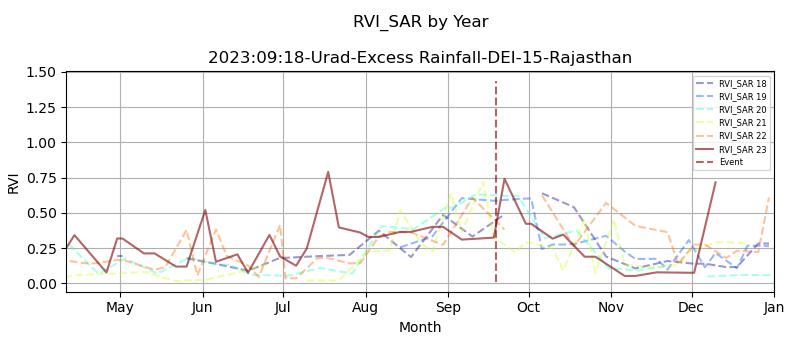 RVI_SAR by Year
2023:09:18-Urad-Excess Rainfall-DEI-15-Rajasthan
1.50
1.25
1.00
0.75
0.50
0.25
0.00
RVI
RVI_SAR 18
RVI_SAR 19
RVI_SAR 20
RVI_SAR 21
RVI_SAR 22
RVI_SAR 23
Event
May Jun Jul Aug Sep Oct Nov Dec Jan
Month